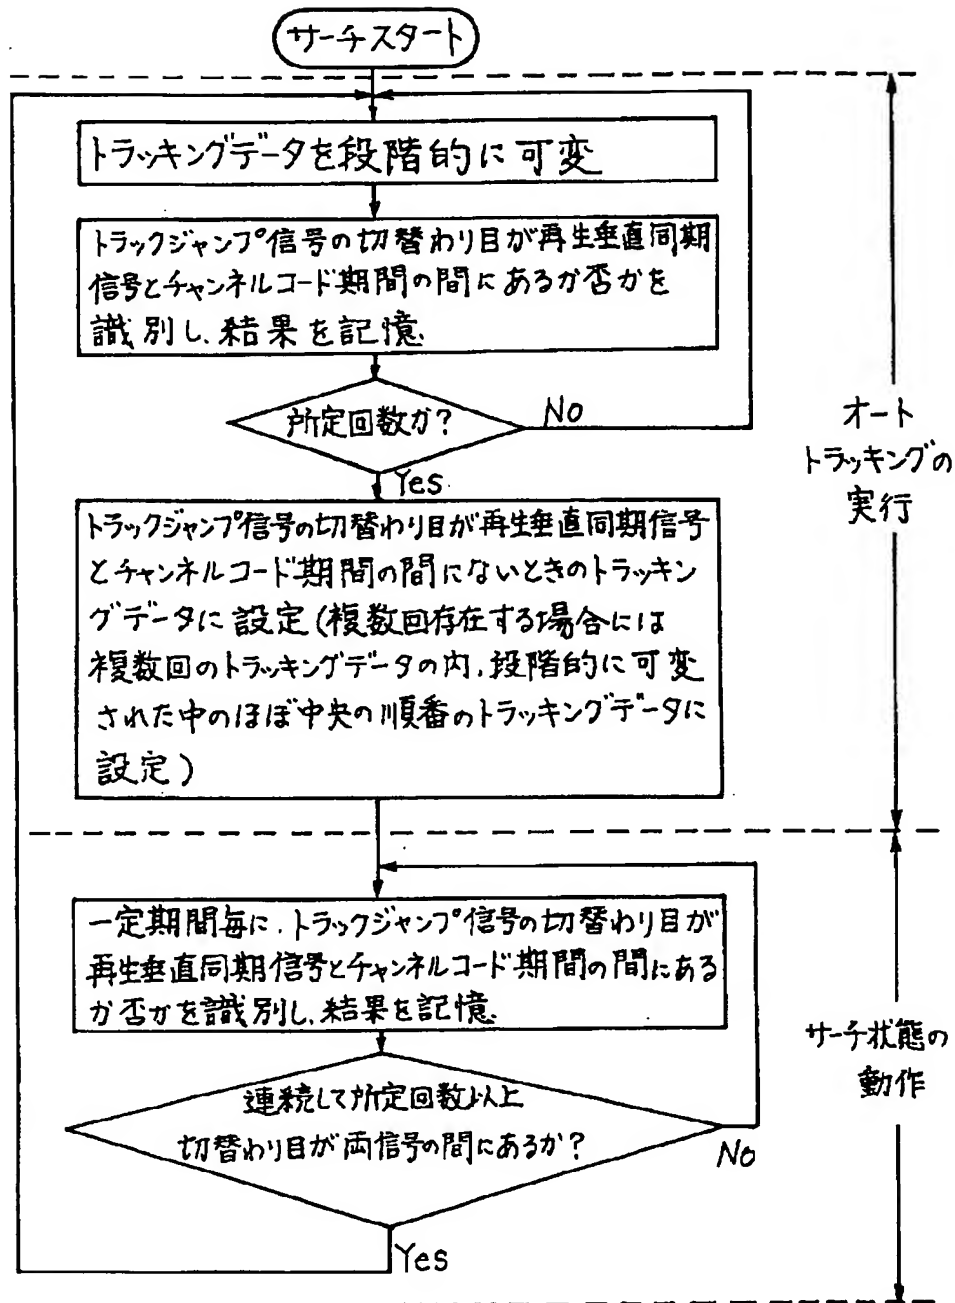 サーチスタート
トラッキングデータを段階的に可変
トラックジャンプ信号の切替わり目が再生垂直同期
信号とチャンネルコード期間の間にあるか否かを
識別し、結果を記憶.
所定回数か?
No
Yes
オート
トラッキングの
実行
トラックジャンプ信号の切替わり目が再生垂直同期信号
とチャンネルコード期間の間にないときのトラッキン
グデータに設定(複数回存在する場合には
複数回のトラッキングデータの内、段階的に可変
された中のほぼ中央の順番のトラッキングデータに
設定)
一定期間毎に、トラックジャンプ信号の切替わり目が
再生垂直同期信号とチャンネルコード期間の間にある
か否かを識別し、結果を記憶.
サーチ状態の
動作
連続して所定回数以上
切替わり目が両信号の間にあるか?
No
Yes